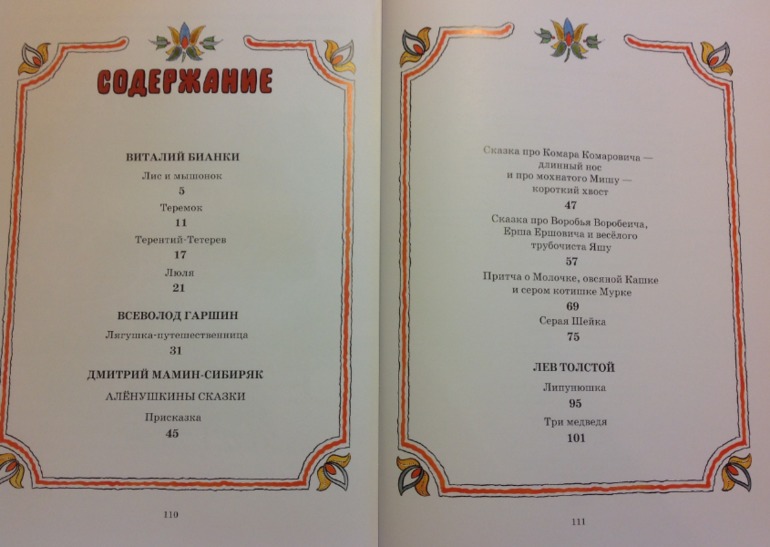 СОДЕРЖАНИЕ
ВИТАЛИЙ БИАНКИ
Лис и мышонок
5
Теремок
11
Терентий-Тетерев
17
Люля
21
ВСЕВОЛОД ГАРШИН
Лягушка-путешественница
31
ДМИТРИЙ МАМИН-СИБИРЯК
АЛЁНУШКИНЫ СКАЗКИ
Присказка
45
110
Сказка про Комара Комаровича —
длинный нос
и про мохнатого Мишу —
короткий хвост
47
Сказка про Воробья Воробеича,
Ерша Ершовича и весёлого
трубочиста Яшу
57
Притча о Молочке, овсяной Кашке
и сером котишке Мурке
69
Серая Шейка
75
ЛЕВ ТОЛСТОЙ
Липунюшка
95
Три медведя
101
111